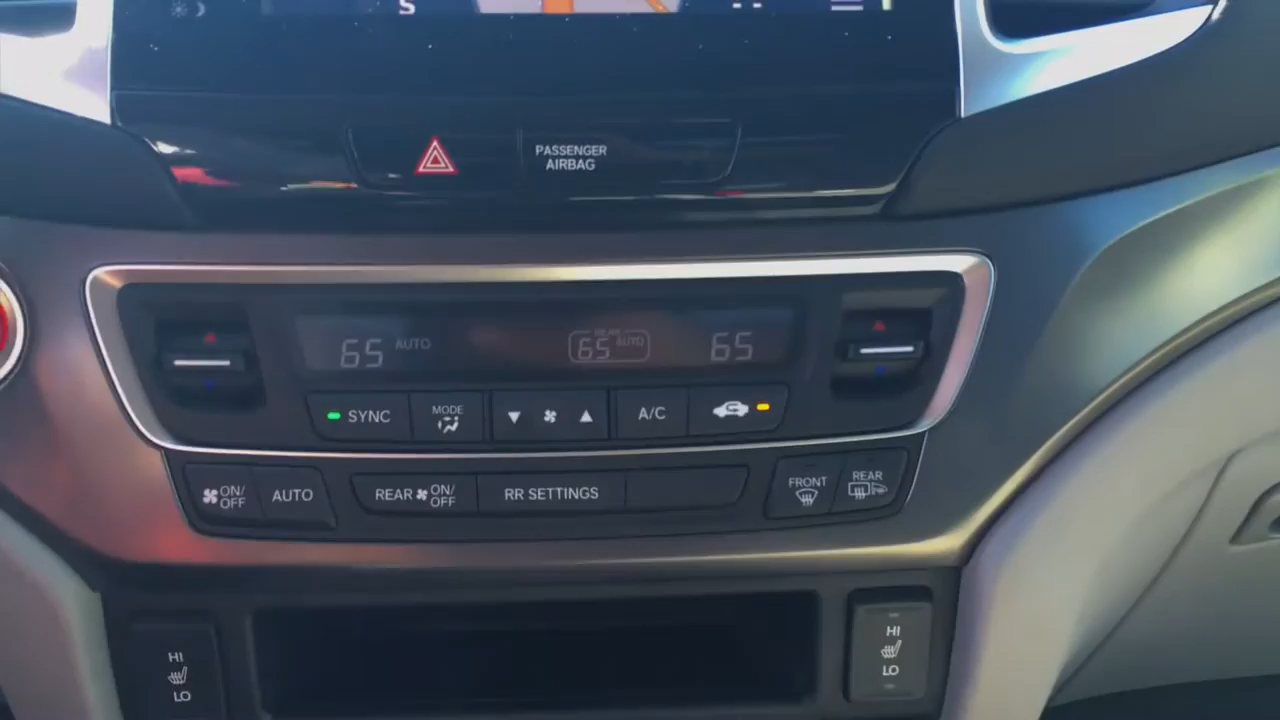 S
PASSENGER
AIRBAG
65 AUTO
REAR
65 AUTO
65
SYNC
MODE
A/C
ON/
OFF
AUTO
REAR ON/
OFF
RR SETTINGS
FRONT
REAR
HI
LO
HI
LO